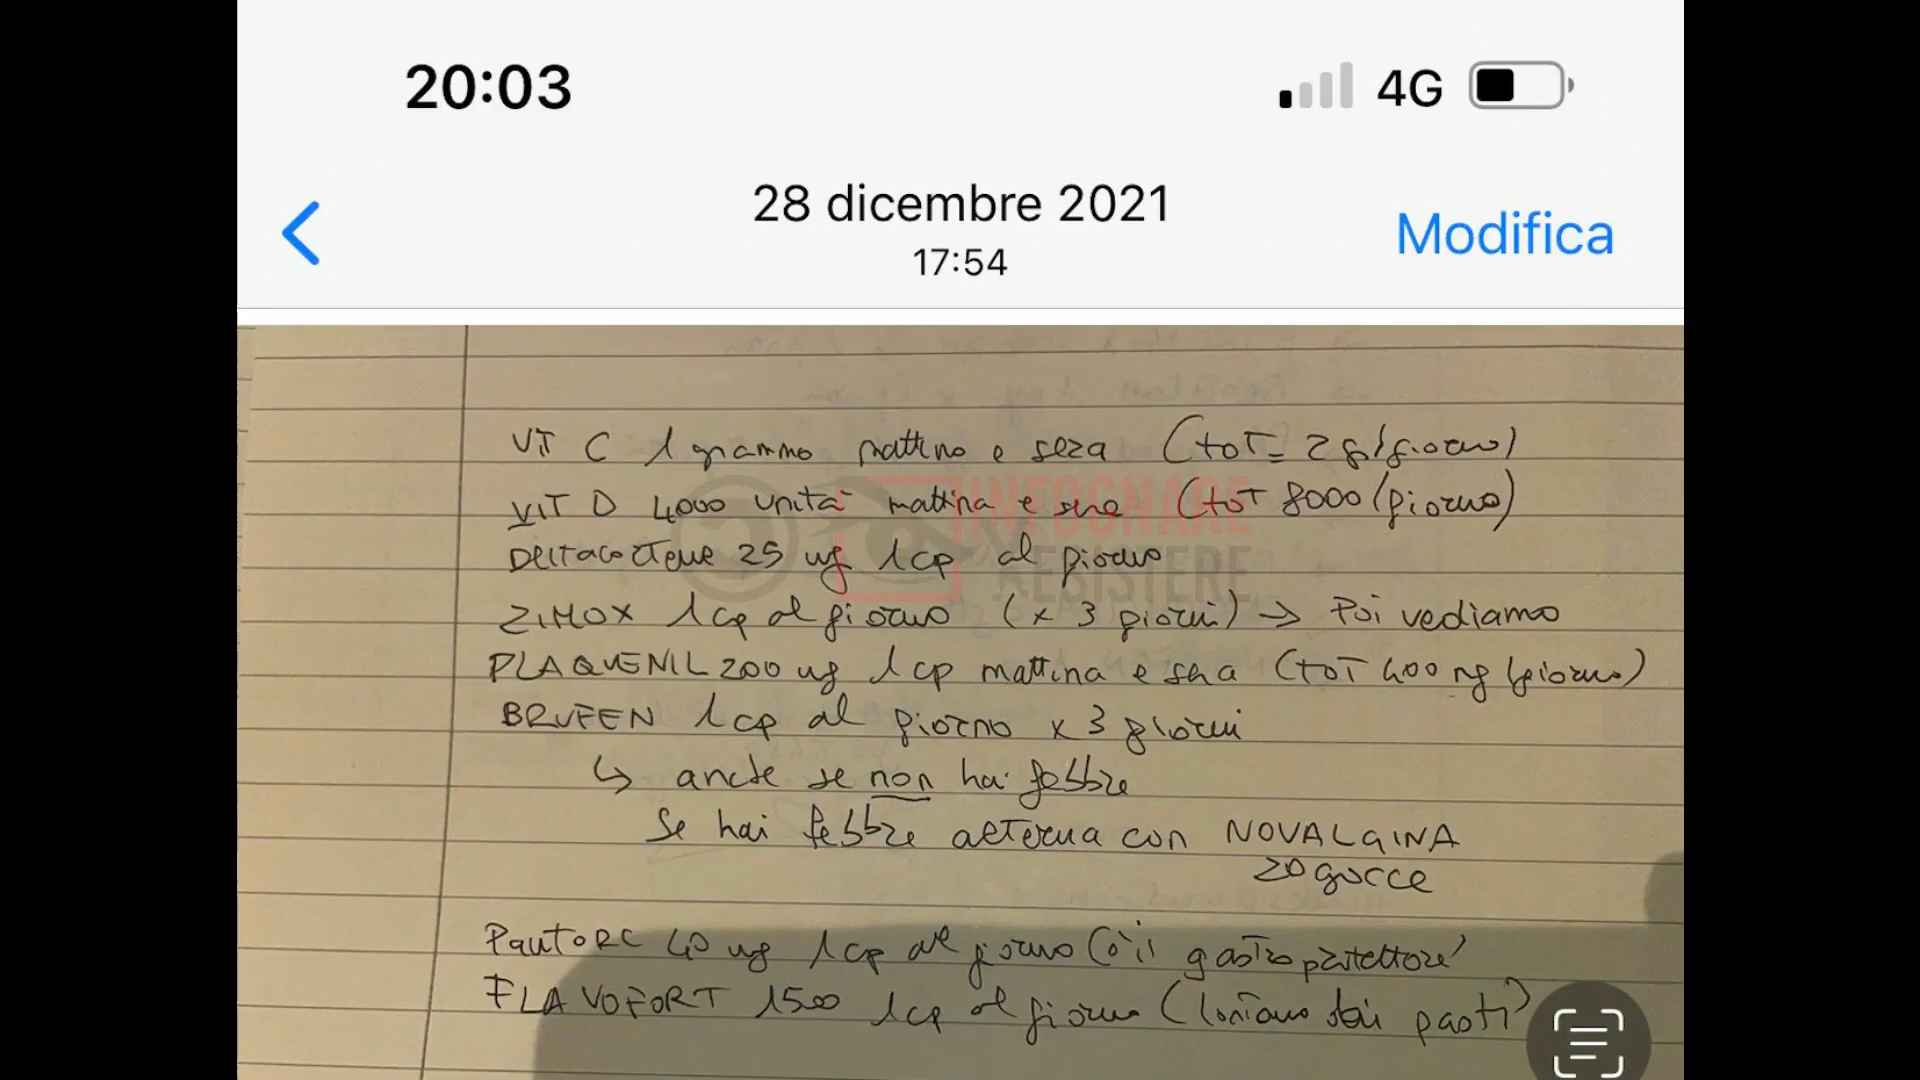 20:03
4G
28 dicembre 2021
Modifica
17:54
VIT C 1 grammo mattino e sera (tot= 2 g/giorno)
VIT D 4000 unità mattina e sera (tot 8000/giorno)
INFOGNARE
RESISTERE
DELTACORTENE 25 mg 1 cp al giorno
ZIMOX 1 cp al giorno (x 3 giorni) → Poi vediamo
PLAQUENIL 200 mg 1 cp mattina e sera (tot 400 mg/giorno)
BRUFEN 1 cp al giorno x 3 giorni
↳ anche se non hai febbre
Se hai febbre alterna con NOVALGINA
20 gocce
PantoRC 40 mg 1 cp al giorno (è il gastroprotettore)
FLAVOFORT 1500 1 cp al giorno (lontano dai pasti)